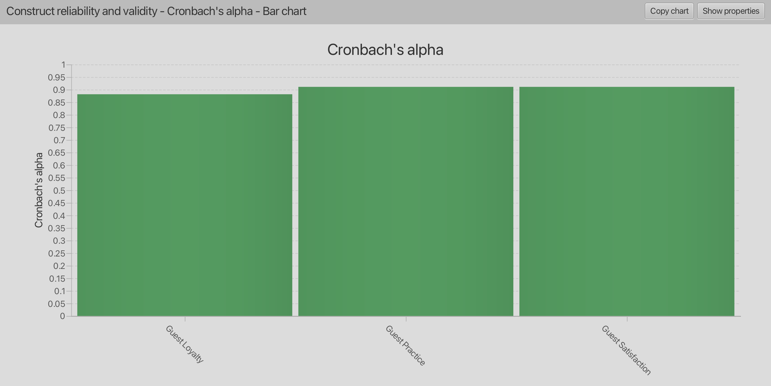 Construct reliability and validity - Cronbach's alpha - Bar chart
Copy chart
Show properties
Cronbach's alpha
Cronbach's alpha
1
0.95
0.9
0.85
0.8
0.75
0.7
0.65
0.6
0.55
0.5
0.45
0.4
0.35
0.3
0.25
0.2
0.15
0.1
0.05
0
Guest Loyalty
Guest Practice
Guest Satisfaction